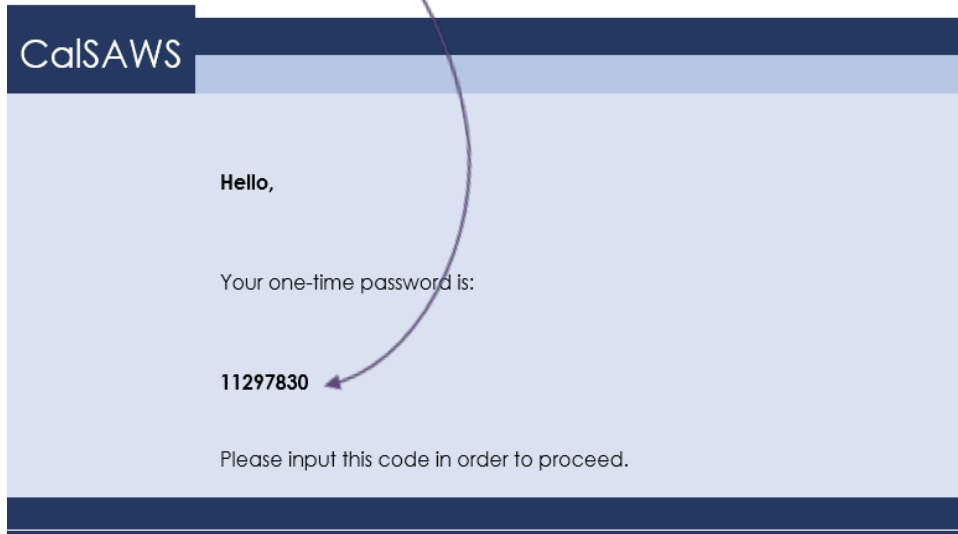 CalSAWS
Hello,
Your one-time password is:
11297830
Please input this code in order to proceed.